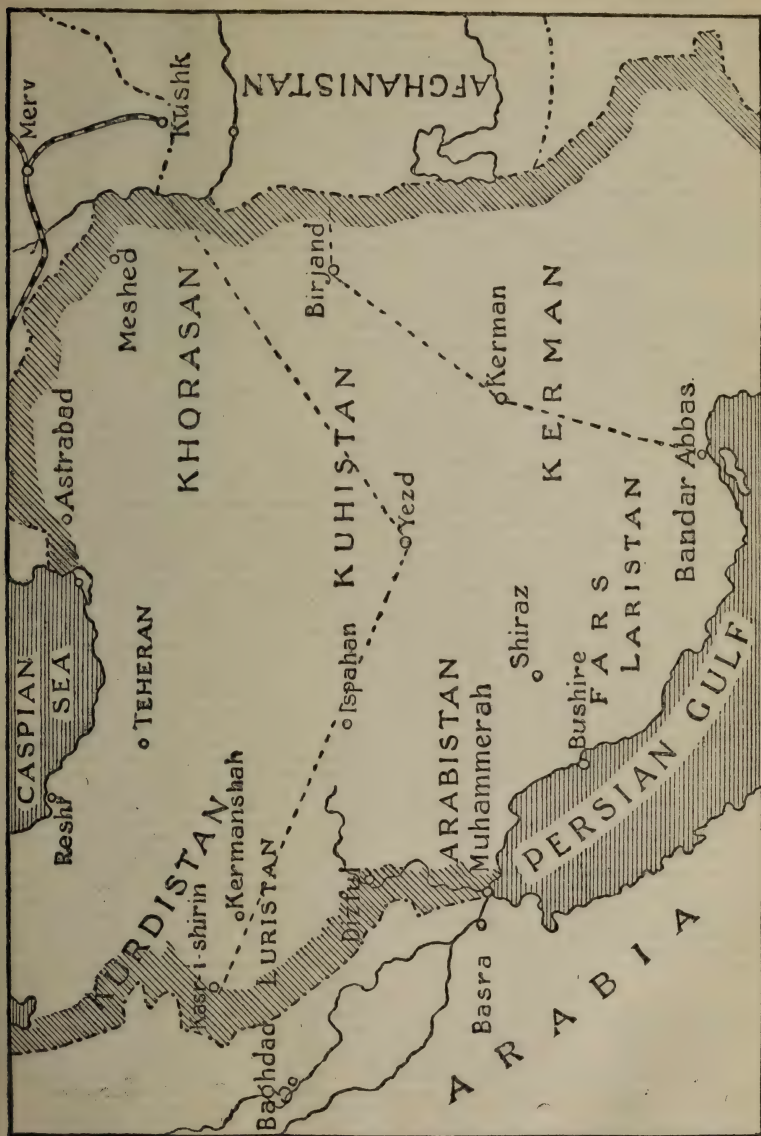 CASPIAN
SEA
Resht
Astrabad
Merv
Kushk
Meshed
TEHERAN
KHORASAN
AFGHANISTAN
KURDISTAN
Kasr-i-shirin
Kermanshah
LURISTAN
Baghdad
Ispahan
KUHISTAN
Birjand
Yezd
Dizful
ARABISTAN
Muhammerah
Basra
Shiraz
Kerman
KERMAN
Bushire
FARS
LARISTAN
Bandar Abbas.
PERSIAN GULF
ARABIA